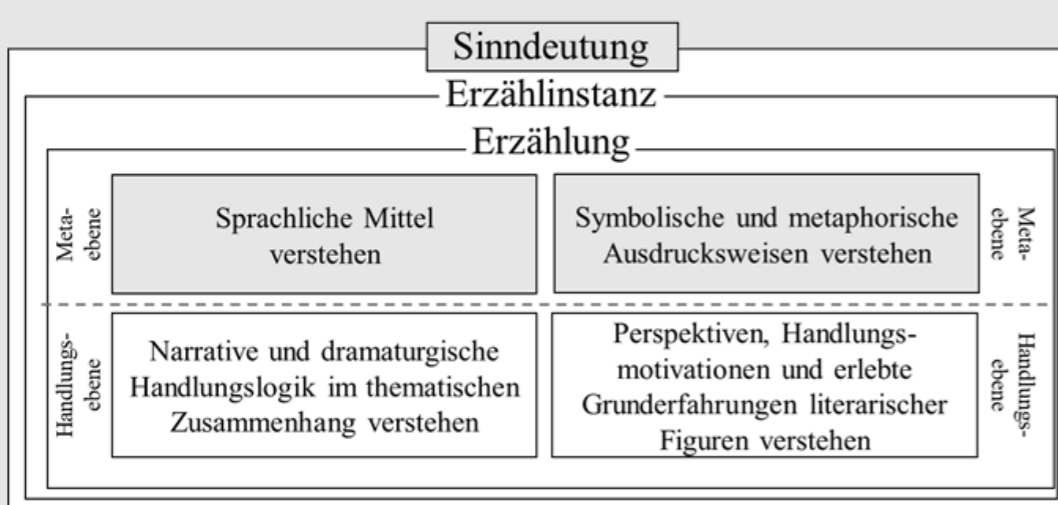 Sinndeutung
Erzählinstanz
Erzählung
Meta-
ebene
Sprachliche Mittel
verstehen
Symbolische und metaphorische
Ausdrucksweisen verstehen
Meta-
ebene
Handlungs-
ebene
Narrative und dramaturgische
Handlungslogik im thematischen
Zusammenhang verstehen
Perspektiven, Handlungs-
motivationen und erlebte
Grunderfahrungen literarischer
Figuren verstehen
Handlungs-
ebene